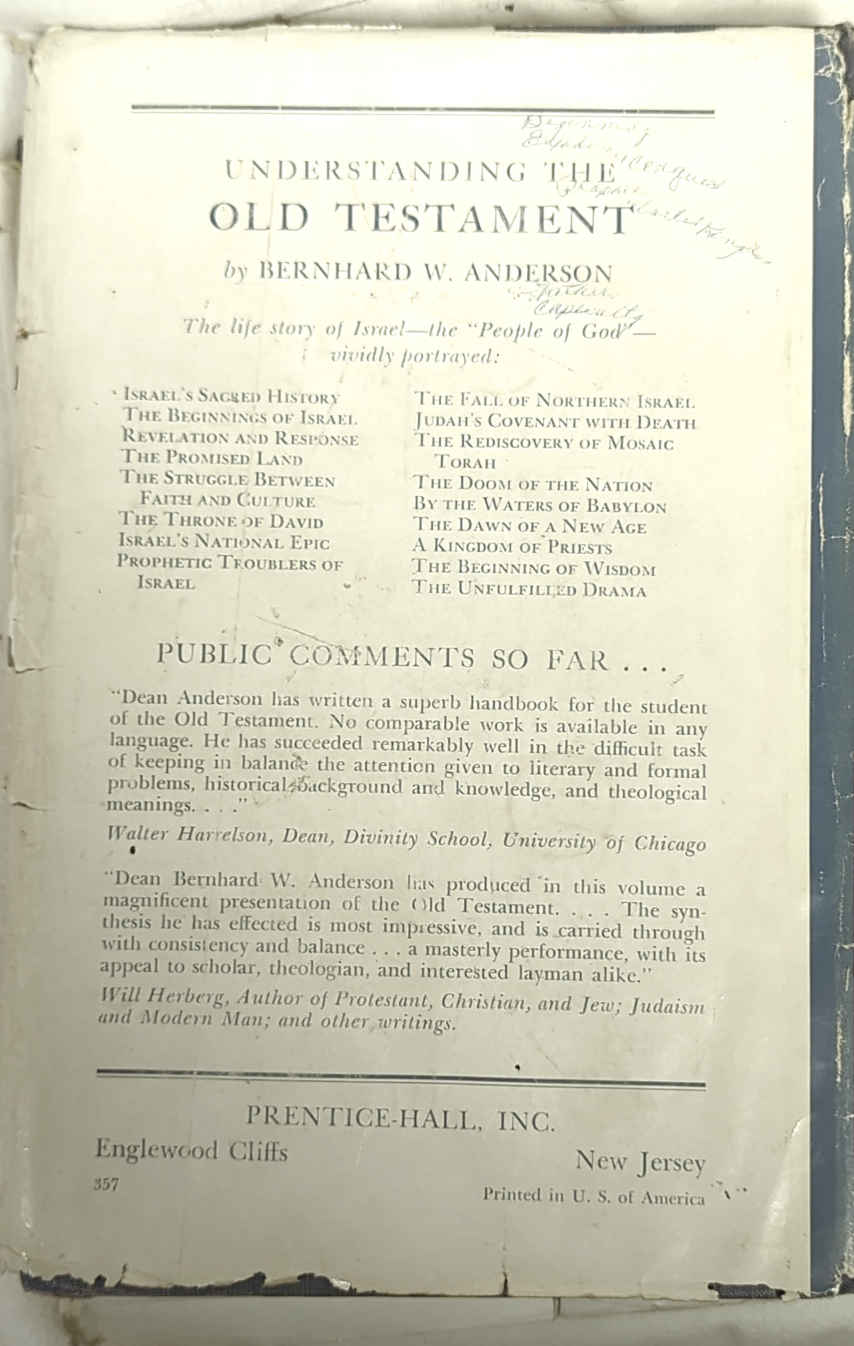 Beginning
UNDERSTANDING THE
OLD TESTAMENT
by BERNHARD W. ANDERSON
Captivity
The life story of Israel—the "People of God"—
vividly portrayed:
ISRAEL'S SACRED HISTORY
THE BEGINNINGS OF ISRAEL
REVELATION AND RESPONSE
THE PROMISED LAND
THE STRUGGLE BETWEEN
FAITH AND CULTURE
THE THRONE OF DAVID
ISRAEL'S NATIONAL EPIC
PROPHETIC TROUBLERS OF
ISRAEL
THE FALL OF NORTHERN ISRAEL
JUDAH'S COVENANT WITH DEATH
THE REDISCOVERY OF MOSAIC
TORAH
THE DOOM OF THE NATION
BY THE WATERS OF BABYLON
THE DAWN OF A NEW AGE
A KINGDOM OF PRIESTS
THE BEGINNING OF WISDOM
THE UNFULFILLED DRAMA
PUBLIC COMMENTS SO FAR . . .
"Dean Anderson has written a superb handbook for the student
of the Old Testament. No comparable work is available in any
language. He has succeeded remarkably well in the difficult task
of keeping in balance the attention given to literary and formal
problems, historical background and knowledge, and theological
meanings. . . ."
Walter Harrelson, Dean, Divinity School, University of Chicago
"Dean Bernhard W. Anderson has produced in this volume a
magnificent presentation of the Old Testament. . . . The syn-
thesis he has effected is most impressive, and is carried through
with consistency and balance . . . a masterly performance, with its
appeal to scholar, theologian, and interested layman alike."
Will Herberg, Author of Protestant, Christian, and Jew; Judaism
and Modern Man; and other writings.
PRENTICE-HALL, INC.
Englewood Cliffs
New Jersey
357
Printed in U. S. of America